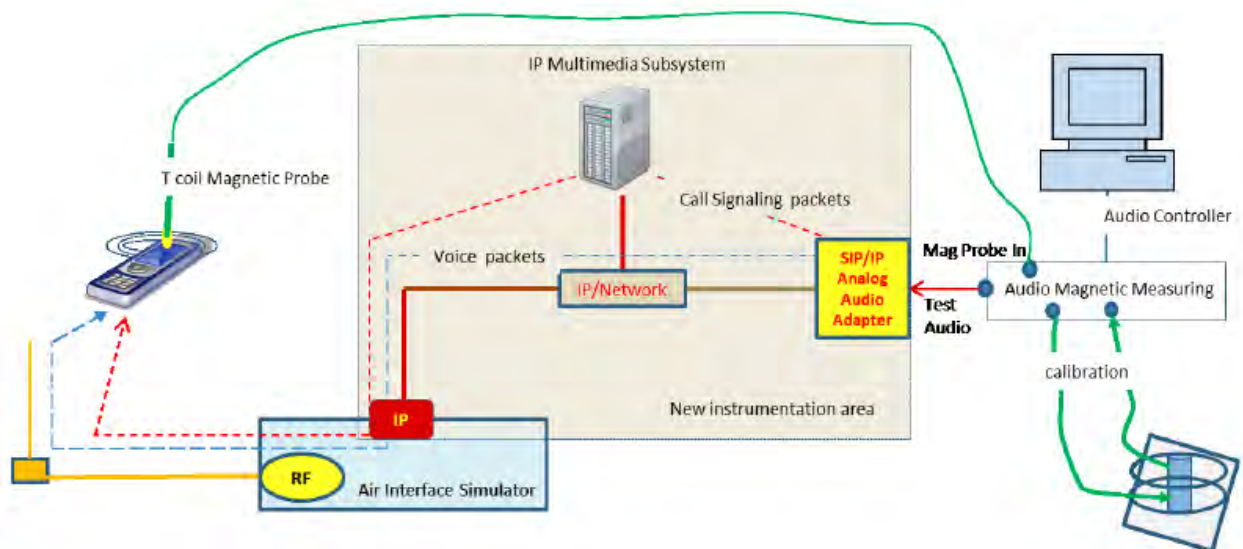 IP Multimedia Subsystem
T coil Magnetic Probe
Call Signaling packets
Audio Controller
Voice packets
SIP/IP
Analog
Audio
Adapter
Mag Probe In
IP/Network
Audio Magnetic Measuring
Test
Audio
calibration
IP
New instrumentation area
RF
Air Interface Simulator